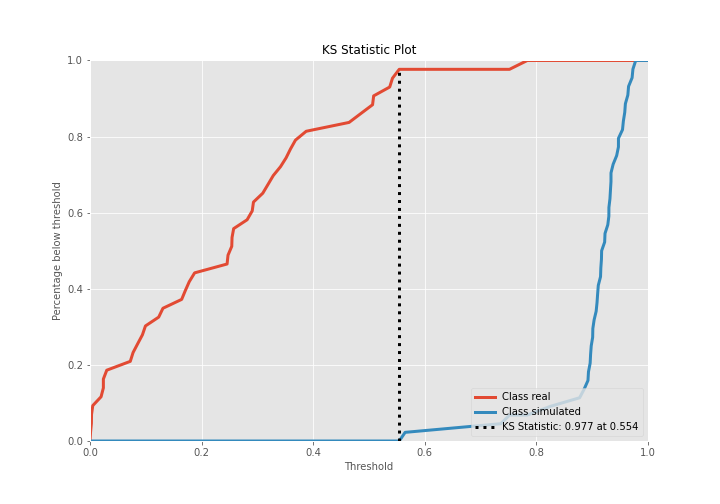 KS Statistic Plot
1.0
0.8
0.6
0.4
0.2
0.0
Percentage below threshold
0.0 0.2 0.4 0.6 0.8 1.0
Threshold
Class real
Class simulated
KS Statistic: 0.977 at 0.554